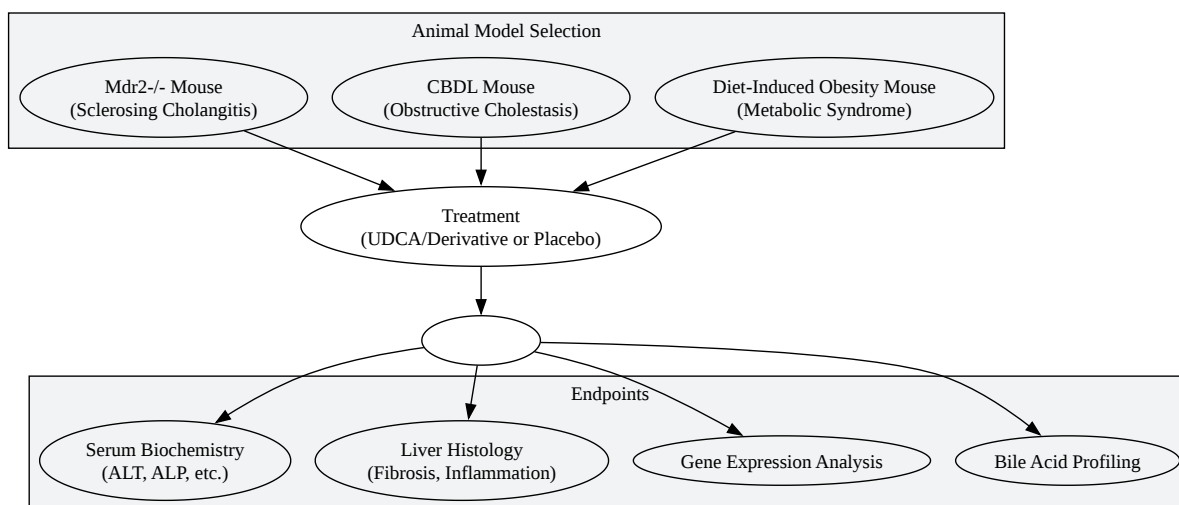 Animal Model Selection
Mdr2-/- Mouse
(Sclerosing Cholangitis)
CBDL Mouse
(Obstructive Cholestasis)
Diet-Induced Obesity Mouse
(Metabolic Syndrome)
Treatment
(UDCA/Derivative or Placebo)
Endpoints
Serum Biochemistry
(ALT, ALP, etc.)
Liver Histology
(Fibrosis, Inflammation)
Gene Expression Analysis
Bile Acid Profiling